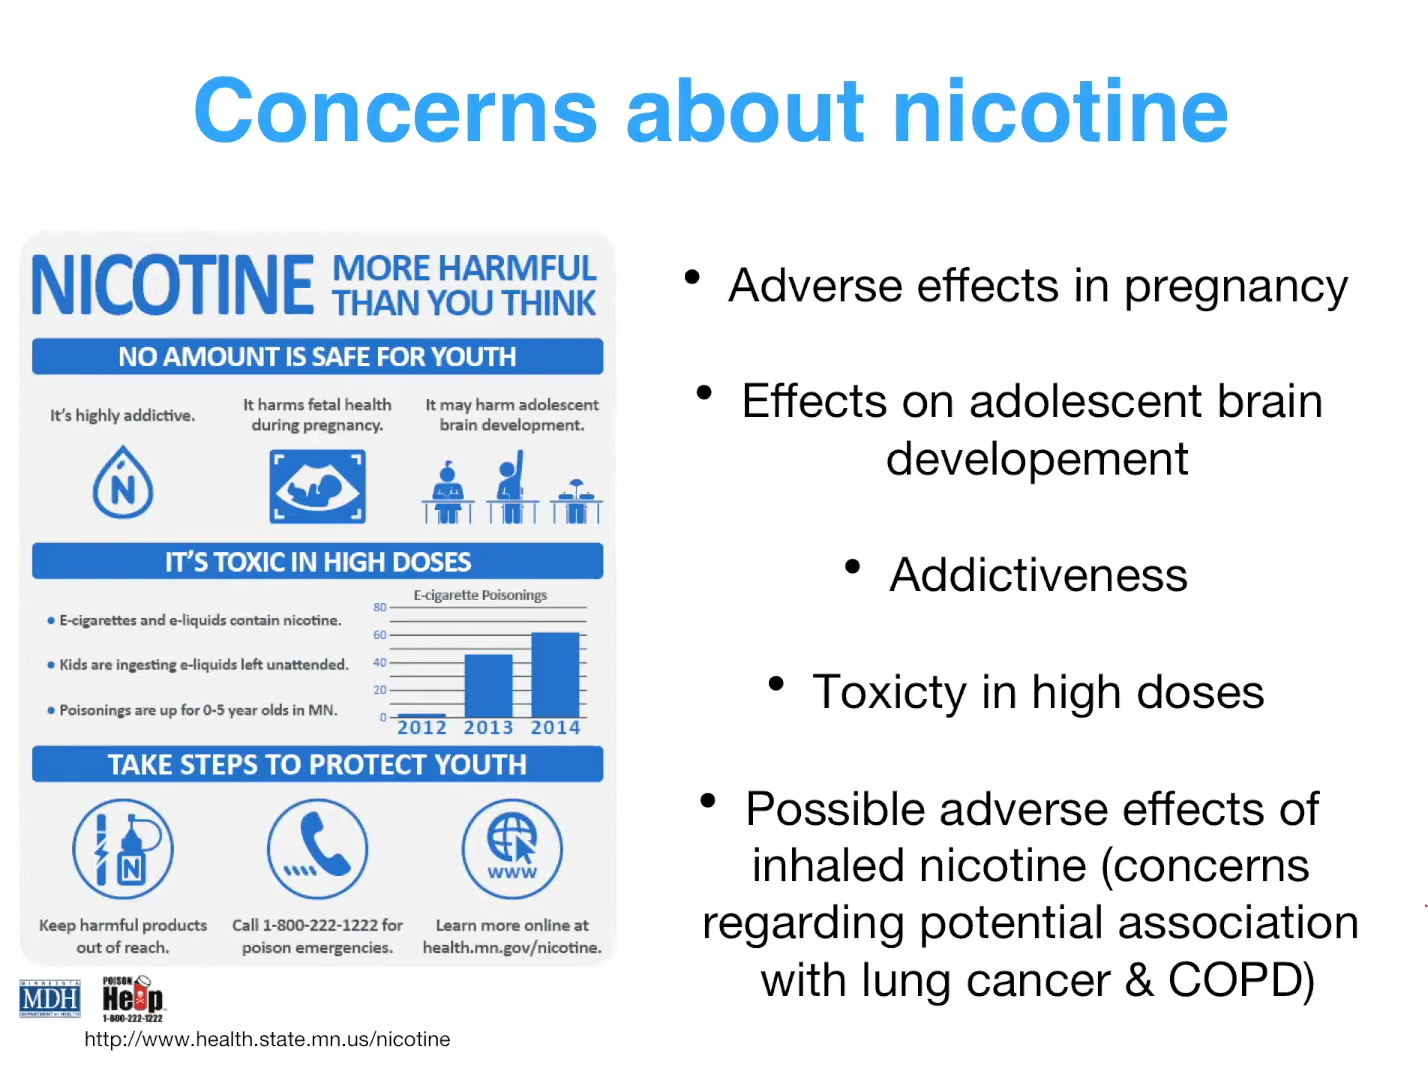 Concerns about nicotine
NICOTINE
MORE HARMFUL
THAN YOU THINK
NO AMOUNT IS SAFE FOR YOUTH
It's highly addictive.
It harms fetal health
during pregnancy.
It may harm adolescent
brain development.
N
IT'S TOXIC IN HIGH DOSES
• E-cigarettes and e-liquids contain nicotine.
• Kids are ingesting e-liquids left unattended.
• Poisonings are up for 0-5 year olds in MN.
E-cigarette Poisonings
80
60
40
20
0
2012 2013 2014
TAKE STEPS TO PROTECT YOUTH
N
www
Keep harmful products
out of reach.
Call 1-800-222-1222 for
poison emergencies.
Learn more online at
health.mn.gov/nicotine.
MINNESOTA
MDH
DEPARTMENT OF HEALTH
POISON
Help
1-800-222-1222
http://www.health.state.mn.us/nicotine
• Adverse effects in pregnancy
• Effects on adolescent brain
developement
• Addictiveness
• Toxicty in high doses
• Possible adverse effects of
inhaled nicotine (concerns
regarding potential association
with lung cancer & COPD)